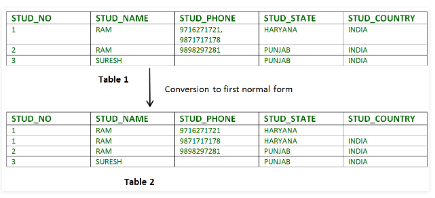 STUD_NO STUD_NAME STUD_PHONE STUD_STATE STUD_COUNTRY
1 RAM 9716271721, HARYANA INDIA
9871717178
2 RAM 9898297281 PUNJAB INDIA
3 SURESH PUNJAB INDIA
Table 1
Conversion to first normal form
STUD_NO STUD_NAME STUD_PHONE STUD_STATE STUD_COUNTRY
1 RAM 9716271721 HARYANA
1 RAM 9871717178 HARYANA INDIA
2 RAM 9898297281 PUNJAB INDIA
3 SURESH PUNJAB INDIA
Table 2